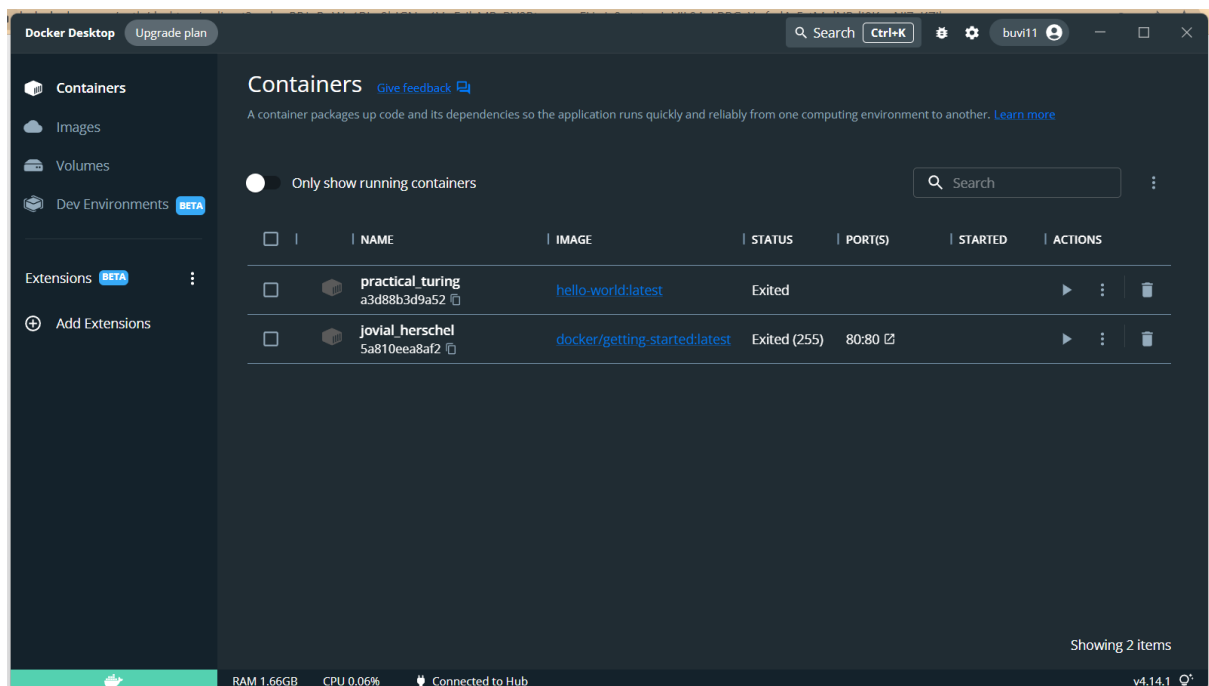 Docker Desktop Upgrade plan Search Ctrl+K buvi11
Containers
Images
Volumes
Dev Environments BETA
Extensions BETA
Add Extensions
Containers Give feedback
A container packages up code and its dependencies so the application runs quickly and reliably from one computing environment to another. Learn more
Only show running containers Search
NAME IMAGE STATUS PORT(S) STARTED ACTIONS
practical_turing hello-world:latest Exited
a3d88b3d9a52
jovial_herschel docker/getting-started:latest Exited (255) 80:80
5a810eea8af2
Showing 2 items
RAM 1.66GB CPU 0.06% Connected to Hub v4.14.1